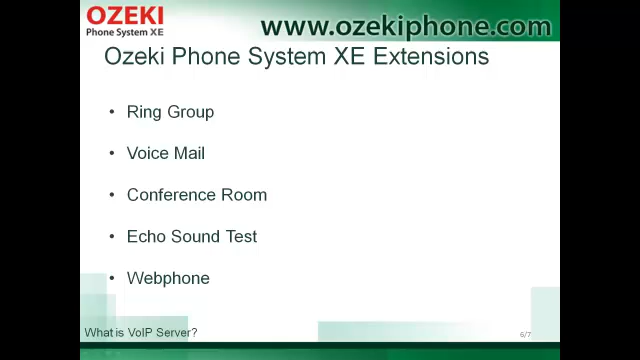 OZEKI
Phone System XE
www.ozekiphone.com
Ozeki Phone System XE Extensions
• Ring Group
• Voice Mail
• Conference Room
• Echo Sound Test
• Webphone
What is VoIP Server?
6/7